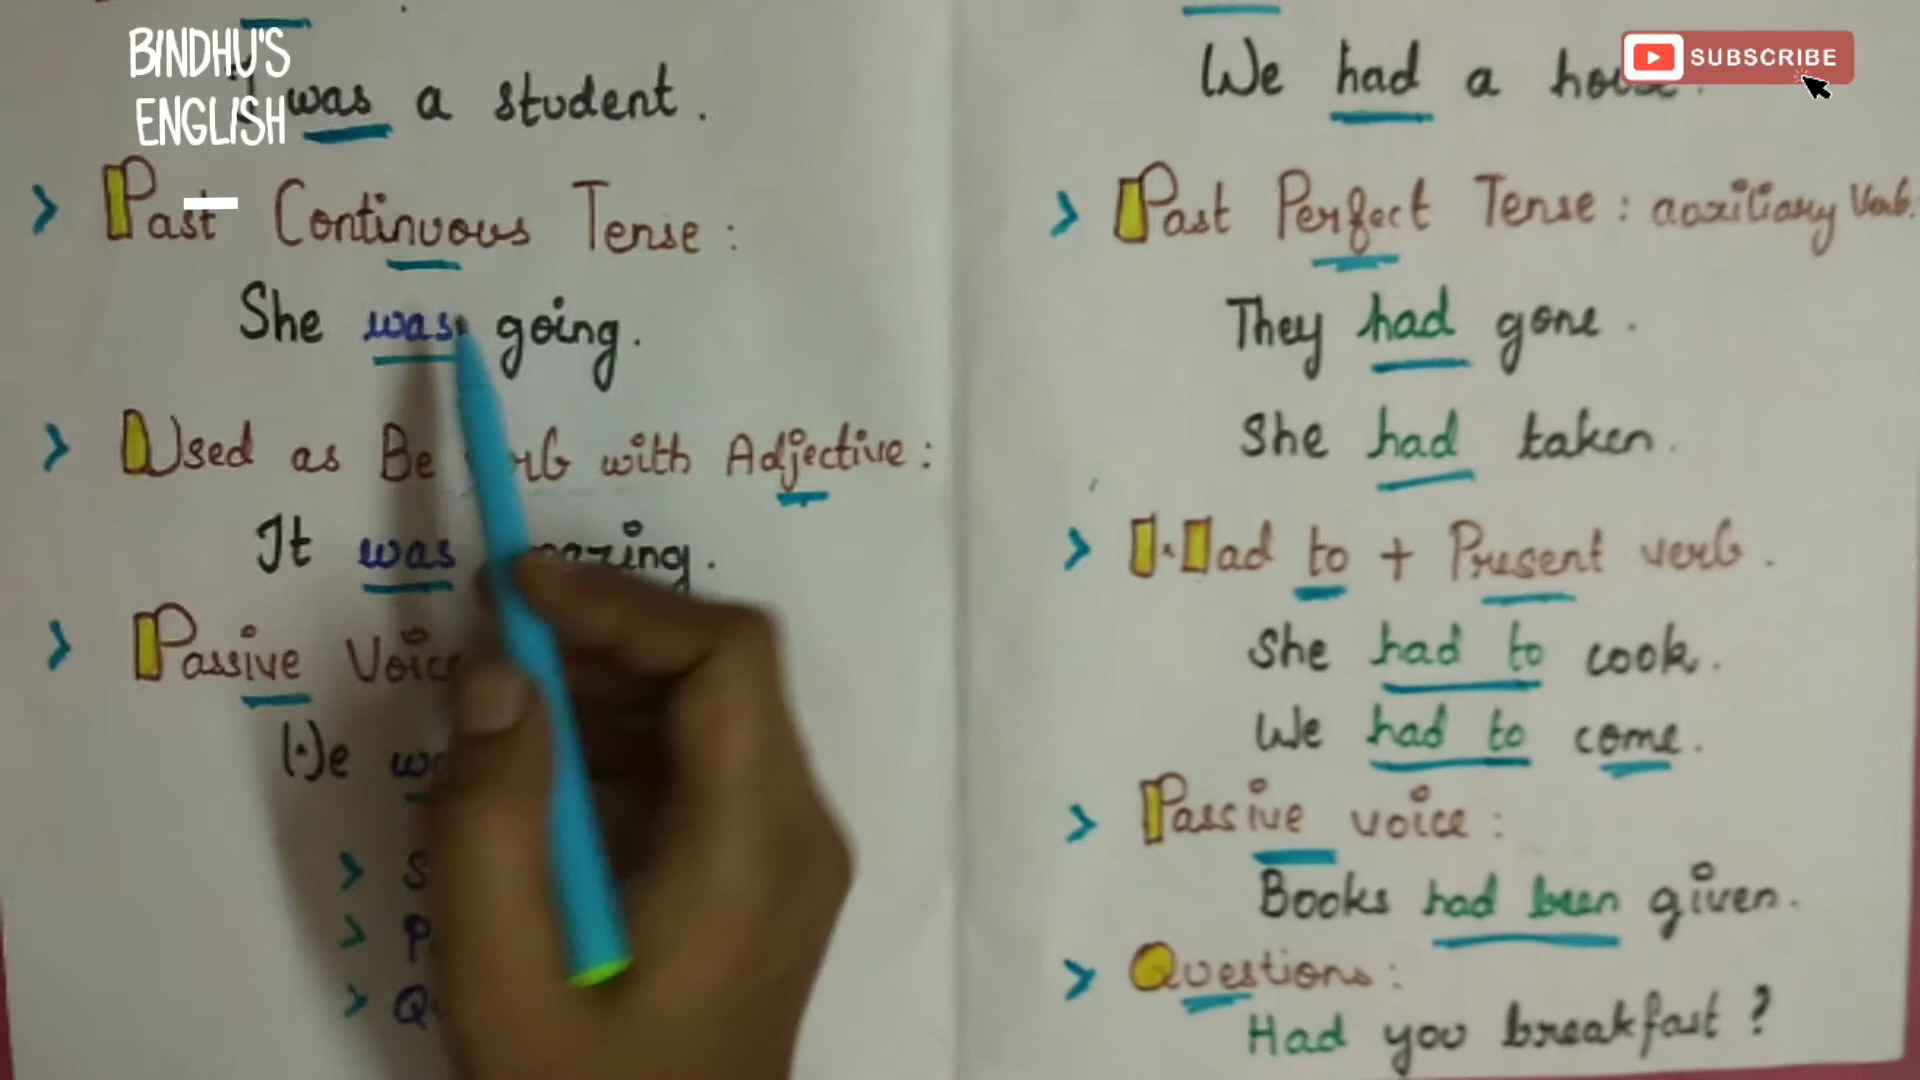 BINDHU'S
ENGLISH
was a student.
> Past Continuous Tense :
She was going.
> Used as Be with Adjective :
It was
> Passive
> 
> 
> 
SUBSCRIBE
We had a
> Past Perfect Tense : auxiliary Verb.
They had gone.
She had taken.
> Had to + Present verb.
She had to cook.
We had to come.
> Passive voice :
Books had been given.
> Questions :
Had you breakfast ?